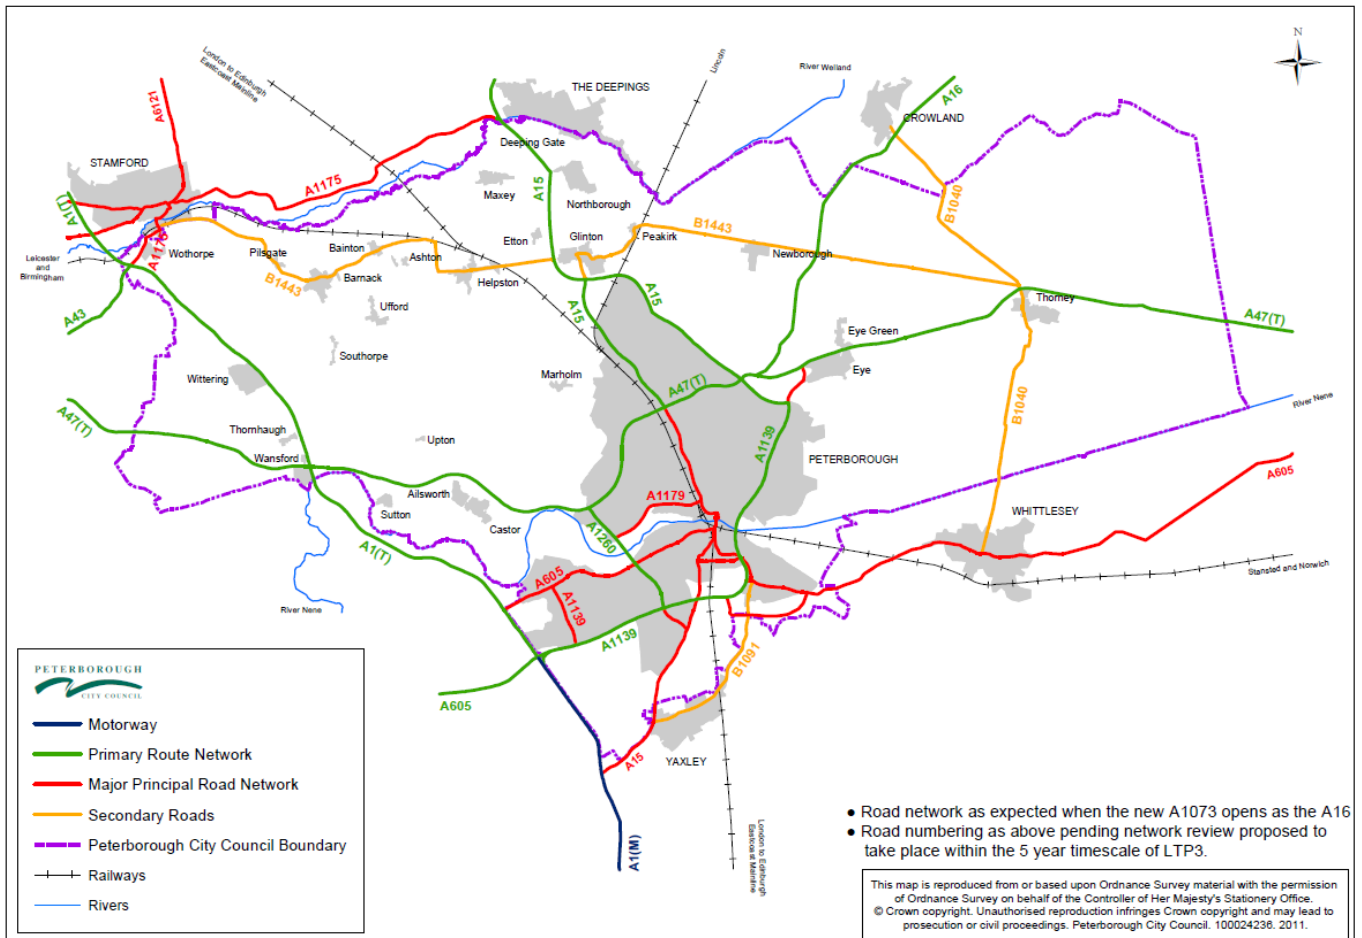 N
London to Edinburgh
Eastcoast Mainline
Lincoln
River Welland
THE DEEPINGS
A16
CROWLAND
A6121
Deeping Gate
STAMFORD
A1175
Maxey
A15
Northborough
B1040
A1(T)
Etton
Glinton
Peakirk
B1443
Wothorpe
A1175
Pilsgate
Bainton
Ashton
Newborough
Leicester
and
Birmingham
B1443
Barnack
Helpston
Thorney
A15
A15
A43
Ufford
Eye Green
A47(T)
Southorpe
Eye
Wittering
Marholm
A47(T)
B1040
River Nene
A47(T)
Thornhaugh
Upton
A1139
Wansford
PETERBOROUGH
A605
Ailsworth
A1179
Sutton
Castor
WHITTLESEY
A1260
A1(T)
A605
Stansted and Norwich
River Nene
A1139
A1139
B1091
A605
A15
YAXLEY
A1(M)
London to Edinburgh
Eastcoast Mainline
PETERBOROUGH
CITY COUNCIL
Motorway
Primary Route Network
Major Principal Road Network
Secondary Roads
Peterborough City Council Boundary
Railways
Rivers
● Road network as expected when the new A1073 opens as the A16
● Road numbering as above pending network review proposed to
take place within the 5 year timescale of LTP3.
This map is reproduced from or based upon Ordnance Survey material with the permission
of Ordnance Survey on behalf of the Controller of Her Majesty's Stationery Office.
© Crown copyright. Unauthorised reproduction infringes Crown copyright and may lead to
prosecution or civil proceedings. Peterborough City Council. 100024236. 2011.